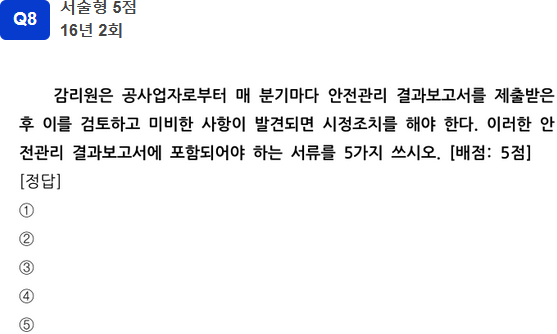 Q8
서술형 5점
16년 2회
감리원은 공사업자로부터 매 분기마다 안전관리 결과보고서를 제출받은
후 이를 검토하고 미비한 사항이 발견되면 시정조치를 해야 한다. 이러한 안
전관리 결과보고서에 포함되어야 하는 서류를 5가지 쓰시오. [배점: 5점]
[정답]
①
②
③
④
⑤